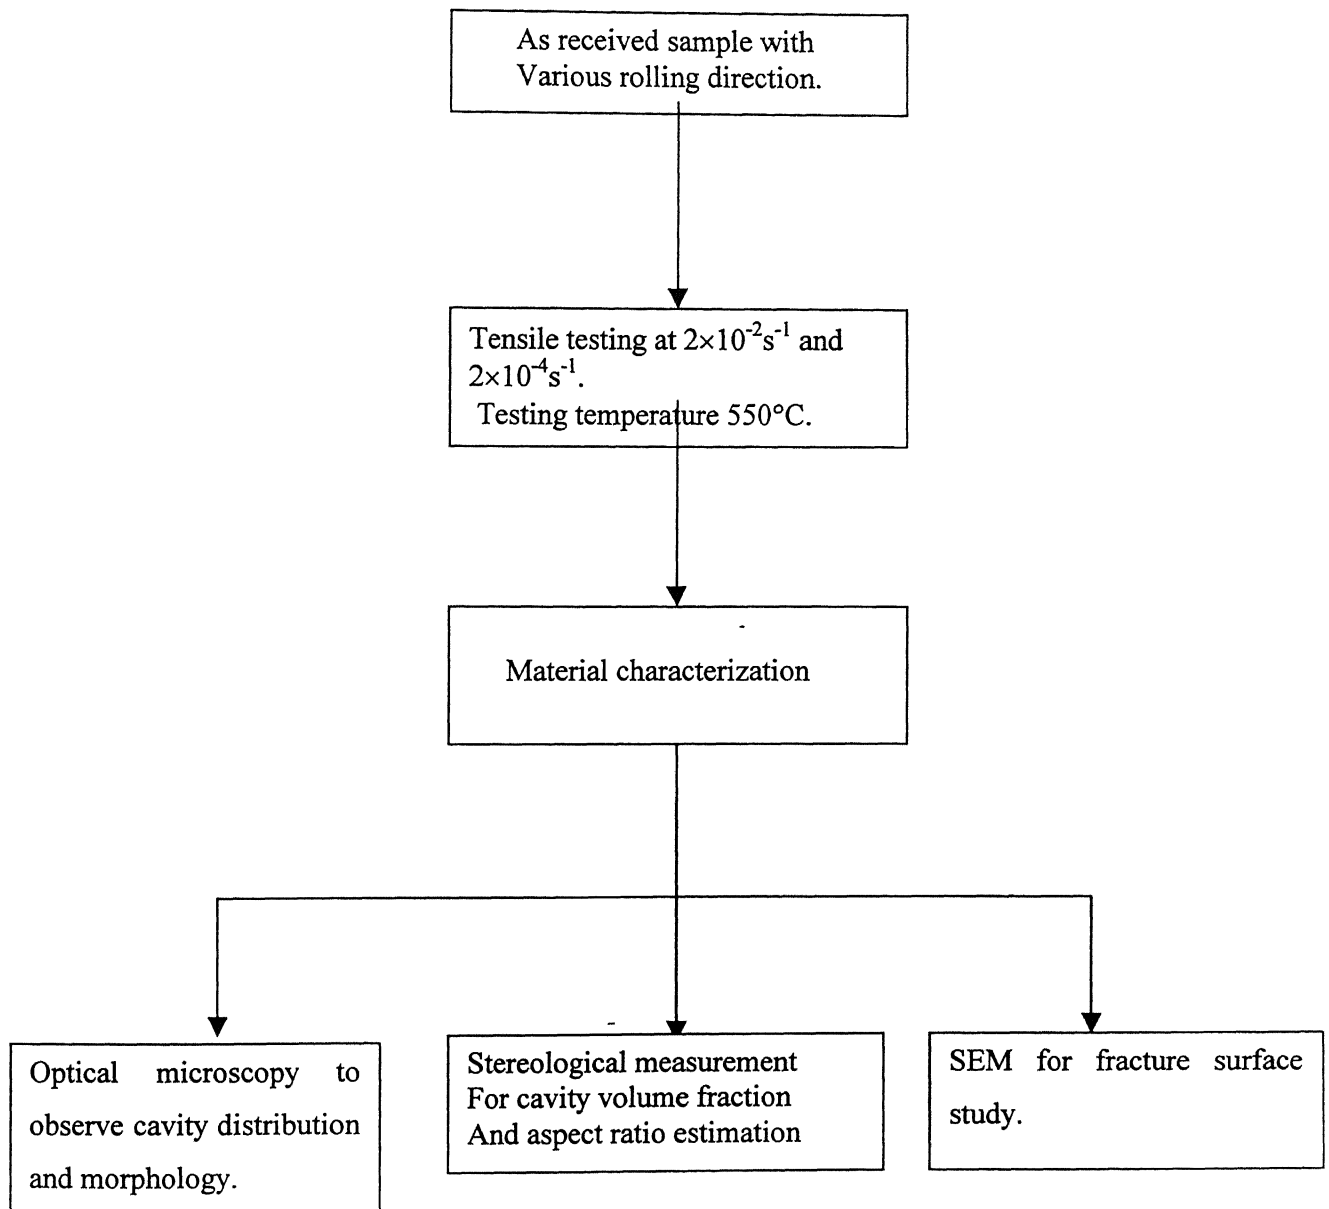 As received sample with
Various rolling direction.
Tensile testing at 2×10⁻²s⁻¹ and
2×10⁻⁴s⁻¹.
Testing temperature 550°C.
Material characterization
Optical microscopy to
observe cavity distribution
and morphology.
Stereological measurement
For cavity volume fraction
And aspect ratio estimation
SEM for fracture surface
study.